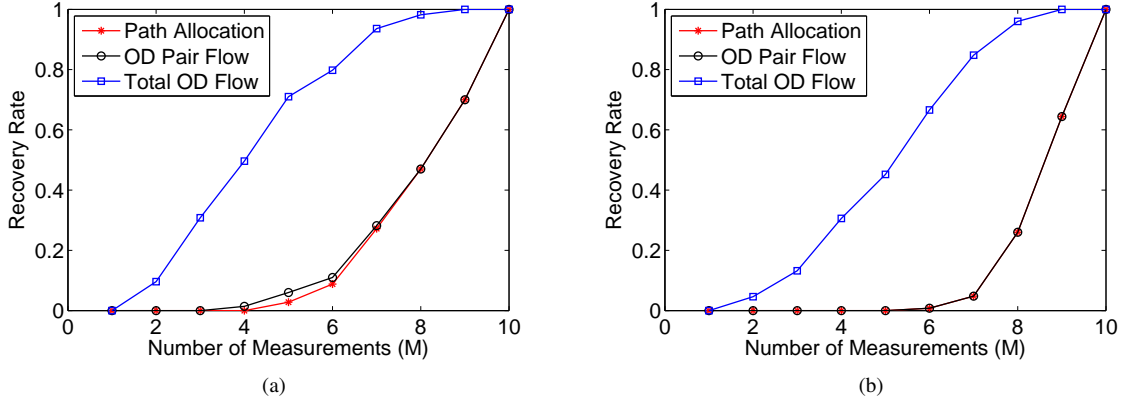 1
0.8
0.6
0.4
0.2
0
Recovery Rate
Path Allocation
OD Pair Flow
Total OD Flow
0 2 4 6 8 10
Number of Measurements (M)
(a)
1
0.8
0.6
0.4
0.2
0
Recovery Rate
Path Allocation
OD Pair Flow
Total OD Flow
0 2 4 6 8 10
Number of Measurements (M)
(b)